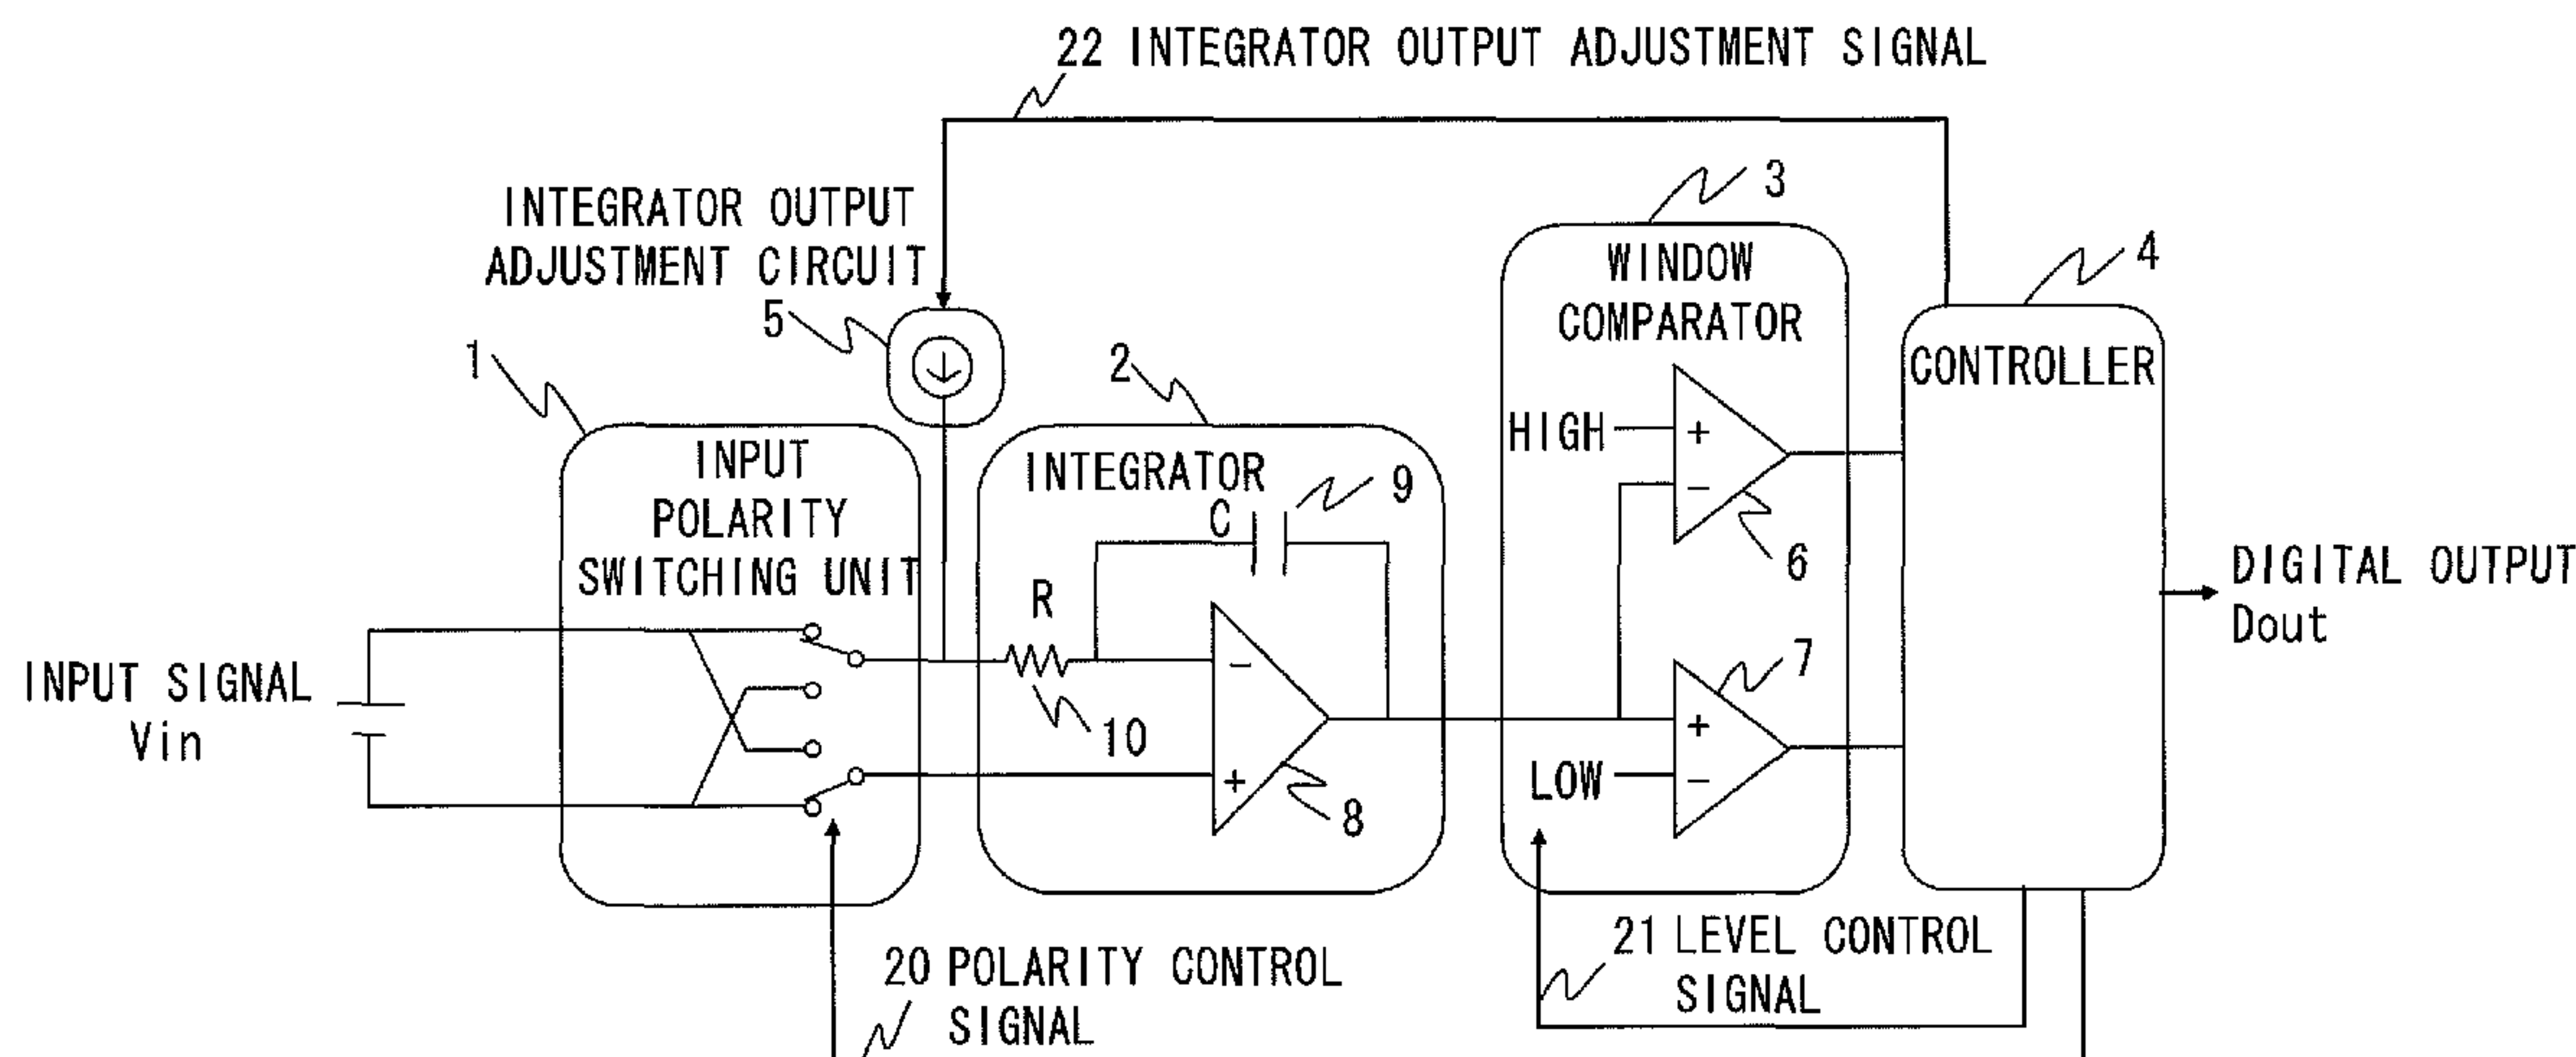 22 INTEGRATOR OUTPUT ADJUSTMENT SIGNAL
INTEGRATOR OUTPUT
ADJUSTMENT CIRCUIT
5
1
2
3
4
WINDOW
COMPARATOR
CONTROLLER
INPUT
POLARITY
SWITCHING UNIT
INTEGRATOR
C
9
R
10
-
+
8
HIGH
+
-
6
7
+
LOW
-
INPUT SIGNAL
Vin
DIGITAL OUTPUT
Dout
20 POLARITY CONTROL
SIGNAL
21 LEVEL CONTROL
SIGNAL